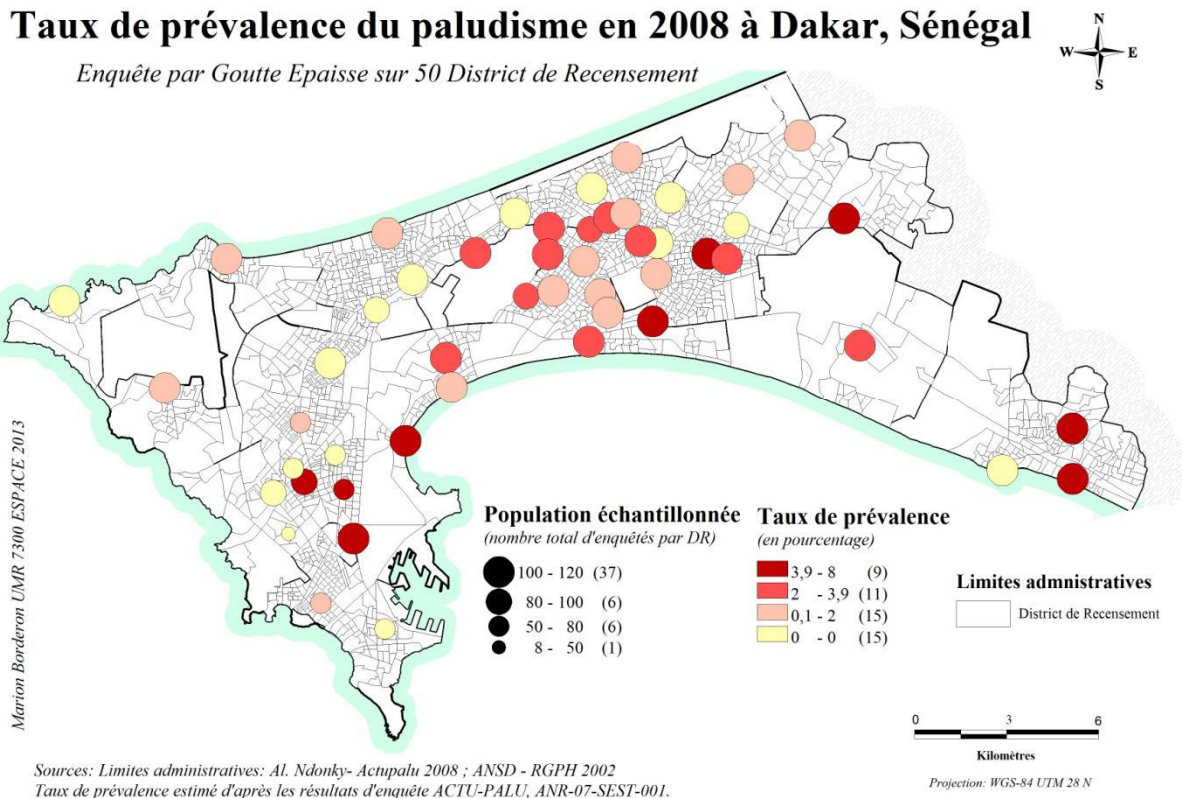 Taux de prévalence du paludisme en 2008 à Dakar, Sénégal
Enquête par Goutte Epaisse sur 50 District de Recensement
N
W E
S
Marion Borderon UMR 7300 ESPACE 2013
Population échantillonnée
(nombre total d'enquêtés par DR)
100 - 120 (37)
80 - 100 (6)
50 - 80 (6)
8 - 50 (1)
Taux de prévalence
(en pourcentage)
3,9 - 8 (9)
2 - 3,9 (11)
0,1 - 2 (15)
0 - 0 (15)
Limites admnistratives
District de Recensement
0 3 6
Kilomètres
Projection: WGS-84 UTM 28 N
Sources: Limites administratives: Al. Ndonky- Actupalu 2008 ; ANSD - RGPH 2002
Taux de prévalence estimé d'après les résultats d'enquête ACTU-PALU, ANR-07-SEST-001.